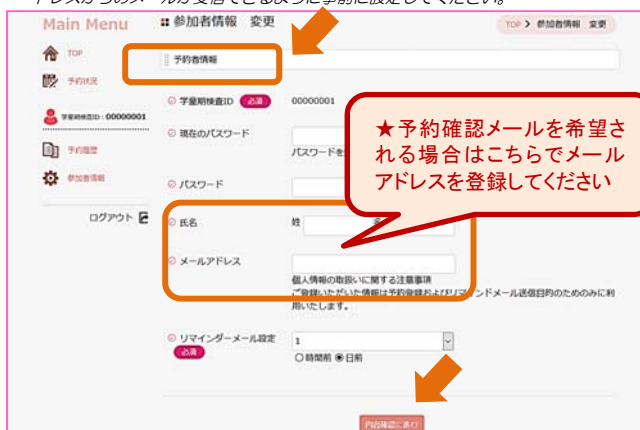 ドレスからのメールが受信できるように事前に設定してください。
Main Menu
参加者情報 変更
TOP > 参加者情報 変更
TOP
予約者情報
予約状況
学童期検査ID 必須 00000001
学童期検査ID:00000001
★予約確認メールを希望される場合はこちらでメールアドレスを登録してください
現在のパスワード
パスワードを
予約履歴
参加者情報
パスワード
ログアウト
氏名 姓
メールアドレス
個人情報の取扱いに関する注意事項
ご登録いただいた情報は予約登録およびリマインドメール送信目的のためのみに利
用いたします。
リマインダーメール設定 1
必須
時間前 日前
内容確認に進む